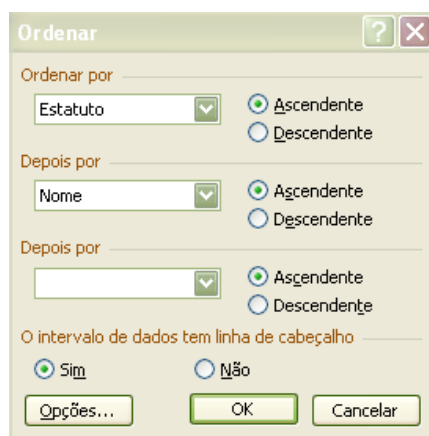 Ordenar
Ordenar por
Estatuto
Ascendente
Descendente
Depois por
Nome
Ascendente
Descendente
Depois por
Ascendente
Descendente
O intervalo de dados tem linha de cabeçalho
Sim Não
Opções... OK Cancelar